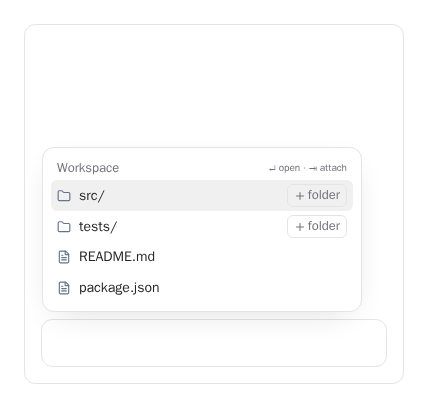 Workspace ↵ open · ⇥ attach
src/ + folder
tests/ + folder
README.md
package.json